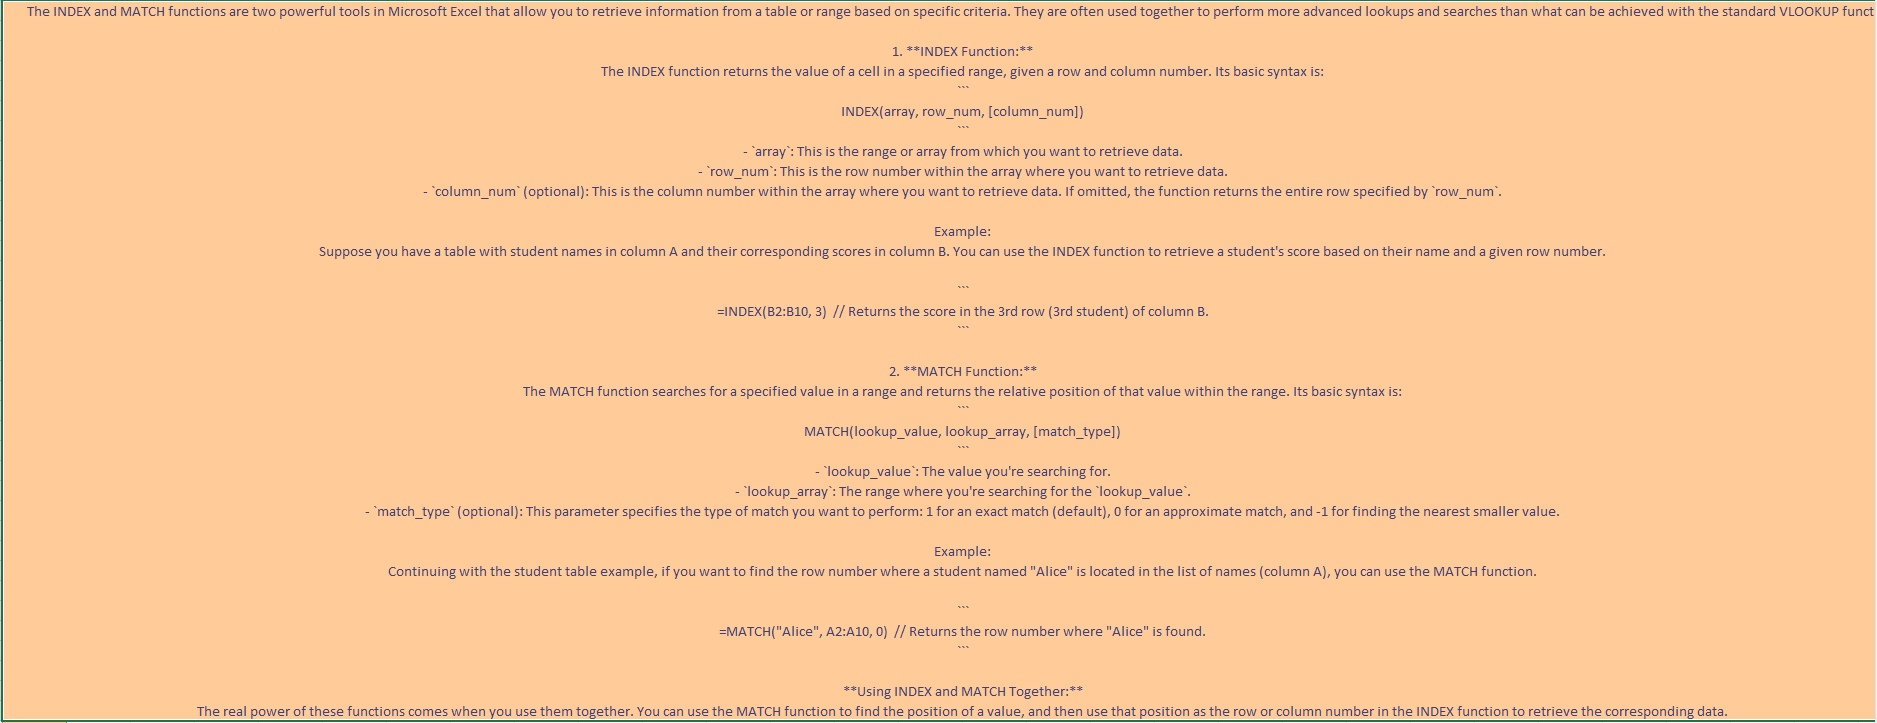 The INDEX and MATCH functions are two powerful tools in Microsoft Excel that allow you to retrieve information from a table or range based on specific criteria. They are often used together to perform more advanced lookups and searches than what can be achieved with the standard VLOOKUP funct
1. **INDEX Function:**
The INDEX function returns the value of a cell in a specified range, given a row and column number. Its basic syntax is:
```
INDEX(array, row_num, [column_num])
```
- `array`: This is the range or array from which you want to retrieve data.
- `row_num`: This is the row number within the array where you want to retrieve data.
- `column_num` (optional): This is the column number within the array where you want to retrieve data. If omitted, the function returns the entire row specified by `row_num`.
Example:
Suppose you have a table with student names in column A and their corresponding scores in column B. You can use the INDEX function to retrieve a student's score based on their name and a given row number.
```
=INDEX(B2:B10, 3)  // Returns the score in the 3rd row (3rd student) of column B.
```
2. **MATCH Function:**
The MATCH function searches for a specified value in a range and returns the relative position of that value within the range. Its basic syntax is:
```
MATCH(lookup_value, lookup_array, [match_type])
```
- `lookup_value`: The value you're searching for.
- `lookup_array`: The range where you're searching for the `lookup_value`.
- `match_type` (optional): This parameter specifies the type of match you want to perform: 1 for an exact match (default), 0 for an approximate match, and -1 for finding the nearest smaller value.
Example:
Continuing with the student table example, if you want to find the row number where a student named "Alice" is located in the list of names (column A), you can use the MATCH function.
```
=MATCH("Alice", A2:A10, 0)  // Returns the row number where "Alice" is found.
```
**Using INDEX and MATCH Together:**
The real power of these functions comes when you use them together. You can use the MATCH function to find the position of a value, and then use that position as the row or column number in the INDEX function to retrieve the corresponding data.